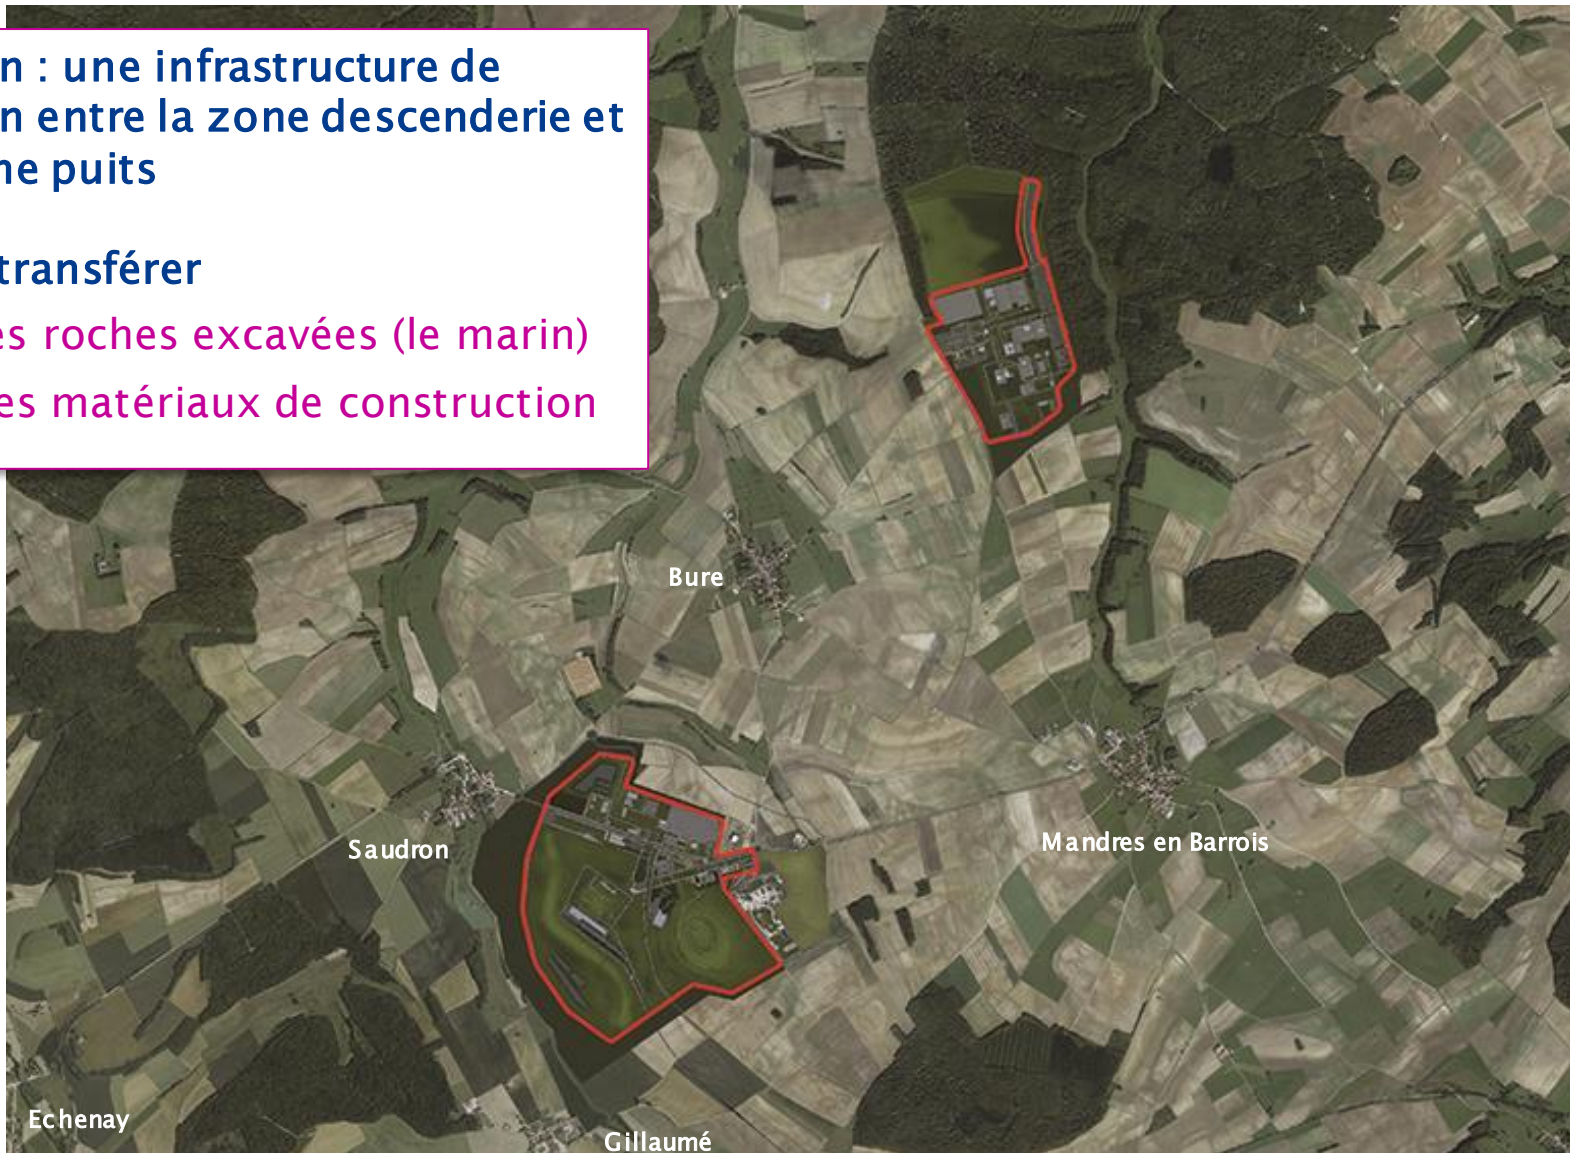 n : une infrastructure de
n entre la zone descenderie et
ne puits
transférer
es roches excavées (le marin)
es matériaux de construction
Bure
Saudron
Mandres en Barrois
Echenay
Gillaumé